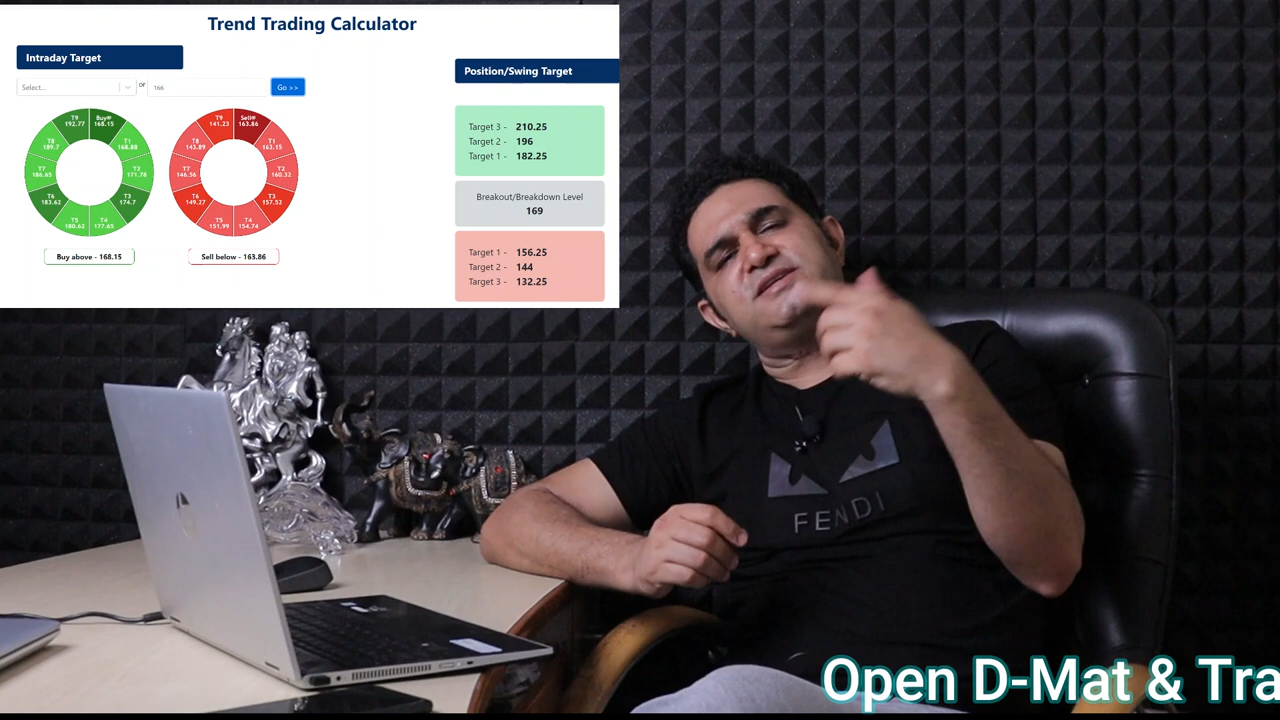 Trend Trading Calculator
Intraday Target
Select...
or
166
Go >>
Buy@
168.15
T1
168.88
T2
171.78
T3
174.7
T4
177.65
T5
180.62
T6
183.62
T7
186.65
T8
189.7
T9
192.77
Buy above - 168.15
Sell@
163.86
T1
163.15
T2
160.32
T3
157.52
T4
154.74
T5
151.99
T6
149.27
T7
146.56
T8
143.89
T9
141.23
Sell below - 163.86
Position/Swing Target
Target 3 - 210.25
Target 2 - 196
Target 1 - 182.25
Breakout/Breakdown Level
169
Target 1 - 156.25
Target 2 - 144
Target 3 - 132.25
FENDI
Open D-Mat & Tra